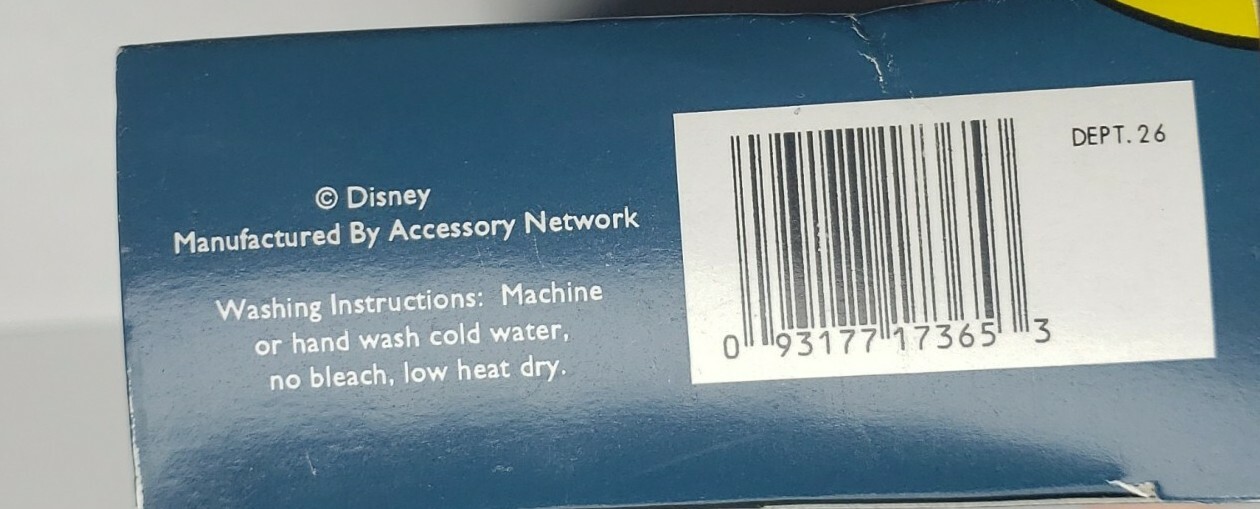 © Disney
Manufactured By Accessory Network
Washing Instructions: Machine
or hand wash cold water,
no bleach, low heat dry.
DEPT. 26
0 93177 17365 3